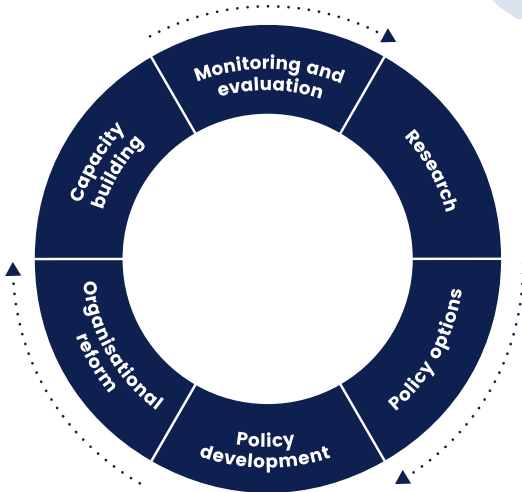 Monitoring and
evaluation
Research
Policy options
Policy
development
Organisational
reform
Capacity
building